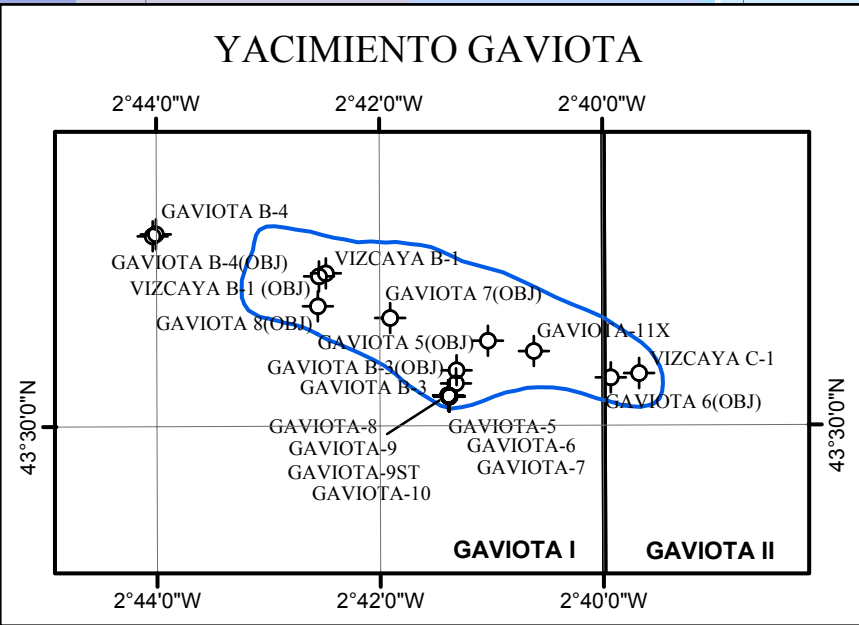 YACIMIENTO GAVIOTA
2°44'0"W 2°42'0"W 2°40'0"W
GAVIOTA B-4
GAVIOTA B-4(OBJ)
VIZCAYA B-1
VIZCAYA B-1 (OBJ)
GAVIOTA 7(OBJ)
GAVIOTA 8(OBJ)
GAVIOTA-11X
GAVIOTA 5(OBJ)
VIZCAYA C-1
GAVIOTA B-3(OBJ)
GAVIOTA B-3
GAVIOTA 6(OBJ)
43°30'0"N
43°30'0"N
GAVIOTA-8
GAVIOTA-9
GAVIOTA-9ST
GAVIOTA-10
GAVIOTA-5
GAVIOTA-6
GAVIOTA-7
GAVIOTA I
GAVIOTA II
2°44'0"W 2°42'0"W 2°40'0"W